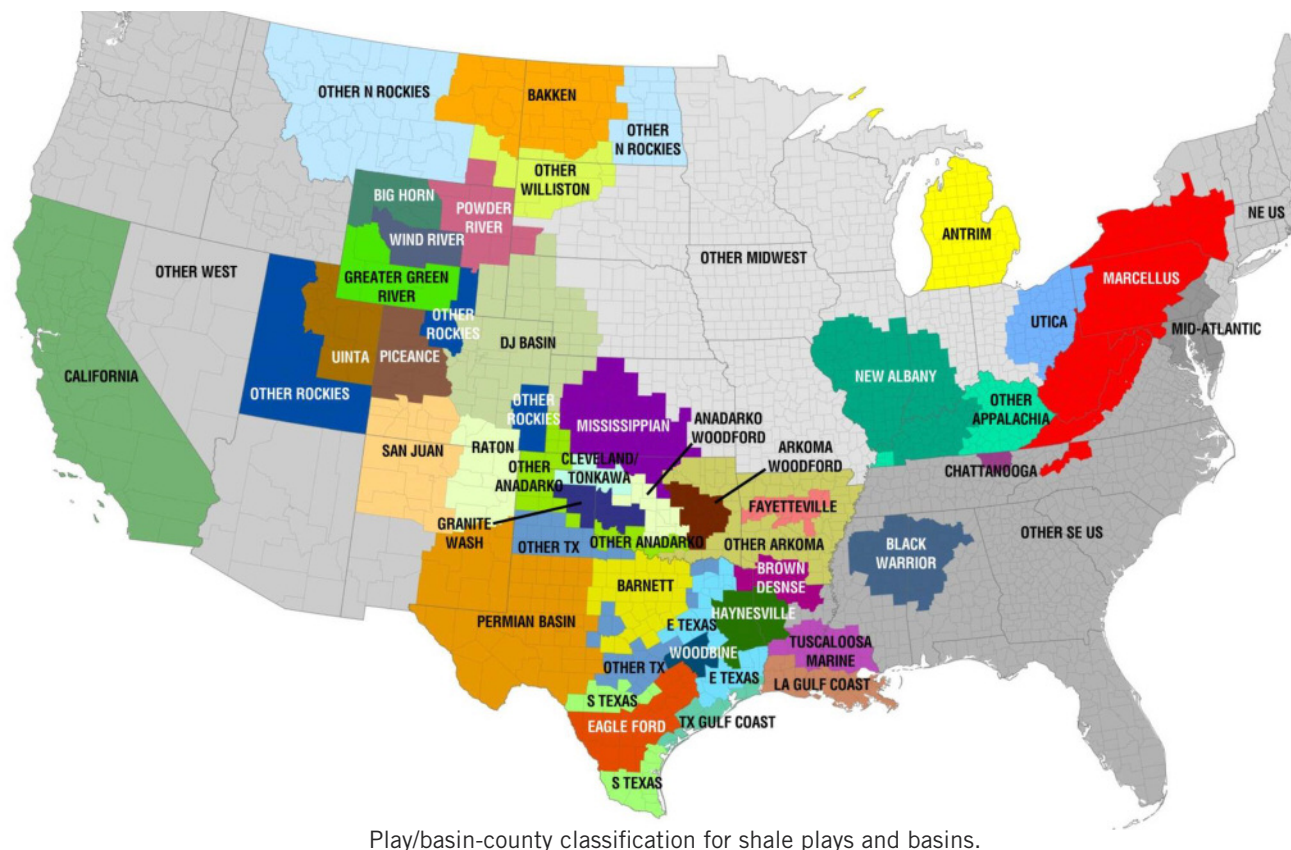 OTHER N ROCKIES
BAKKEN
OTHER
N ROCKIES
OTHER
WILLISTON
BIG HORN
POWDER
RIVER
WIND RIVER
GREATER GREEN
RIVER
OTHER
ROCKIES
ANTRIM
NE US
OTHER WEST
OTHER MIDWEST
MARCELLUS
UTICA
MID-ATLANTIC
DJ BASIN
UINTA
PICEANCE
CALIFORNIA
OTHER ROCKIES
NEW ALBANY
OTHER
APPALACHIA
OTHER
ROCKIES
MISSISSIPPIAN
ANADARKO
WOODFORD
ARKOMA
WOODFORD
SAN JUAN
RATON
CLEVELAND/
TONKAWA
OTHER
ANADARKO
CHATTANOOGA
FAYETTEVILLE
GRANITE
WASH
OTHER TX
OTHER ANADARKO
OTHER ARKOMA
OTHER SE US
BLACK
WARRIOR
BROWN
DESNSE
BARNETT
HAYNESVILLE
PERMIAN BASIN
E TEXAS
WOODBINE
TUSCALOOSA
MARINE
OTHER TX
E TEXAS
LA GULF COAST
S TEXAS
EAGLE FORD
TX GULF COAST
S TEXAS
Play/basin-county classification for shale plays and basins.